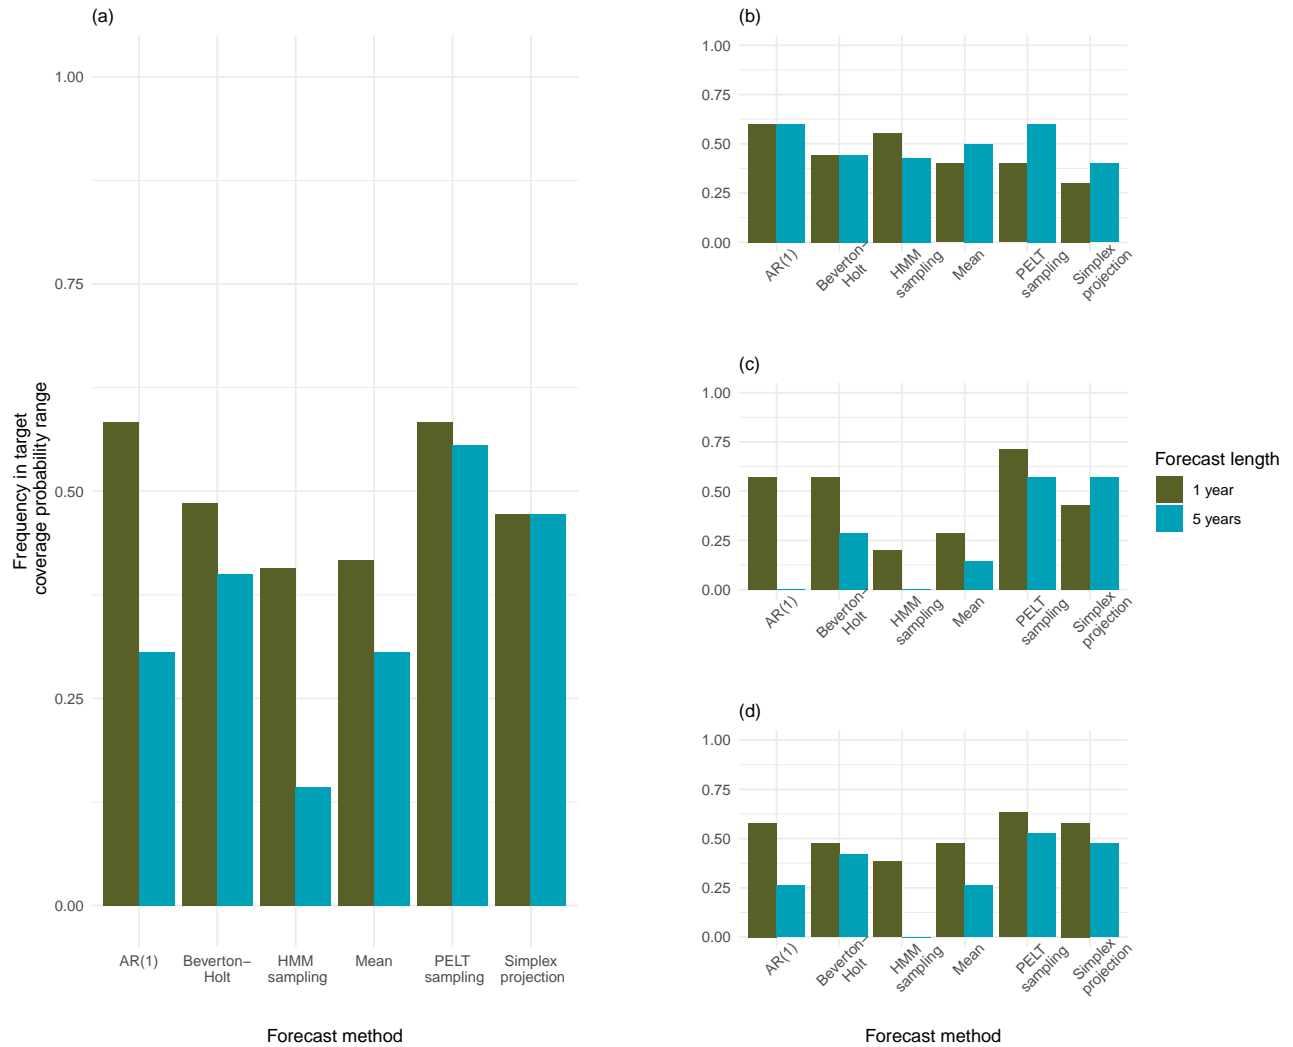 (a)
Frequency in target
coverage probability range
1.00
0.75
0.50
0.25
0.00
AR(1)
Beverton−
Holt
HMM
sampling
Mean
PELT
sampling
Simplex
projection
Forecast method
(b)
1.00
0.75
0.50
0.25
0.00
AR(1)
Beverton−
Holt
HMM
sampling
Mean
PELT
sampling
Simplex
projection
(c)
1.00
0.75
0.50
0.25
0.00
AR(1)
Beverton−
Holt
HMM
sampling
Mean
PELT
sampling
Simplex
projection
(d)
1.00
0.75
0.50
0.25
0.00
AR(1)
Beverton−
Holt
HMM
sampling
Mean
PELT
sampling
Simplex
projection
Forecast method
Forecast length
1 year
5 years